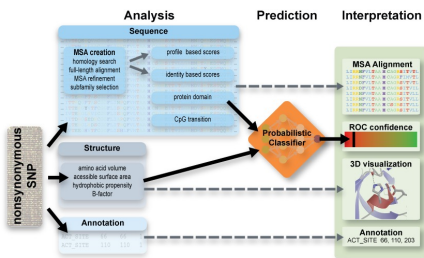 Analysis
Prediction
Interpretation
Sequence
MSA creation
homology search
full-length alignment
MSA refinement
subfamily selection
profile based scores
identity based scores
protein domain
CpG transition
nonsynonymous
SNP
Structure
amino acid volume
acessible surface area
hydrophobic propensity
B-factor
Annotation
Probabilistic
Classifier
MSA Alignment
ROC confidence
3D visualization
Annotation
ACT_SITE 66, 110, 203